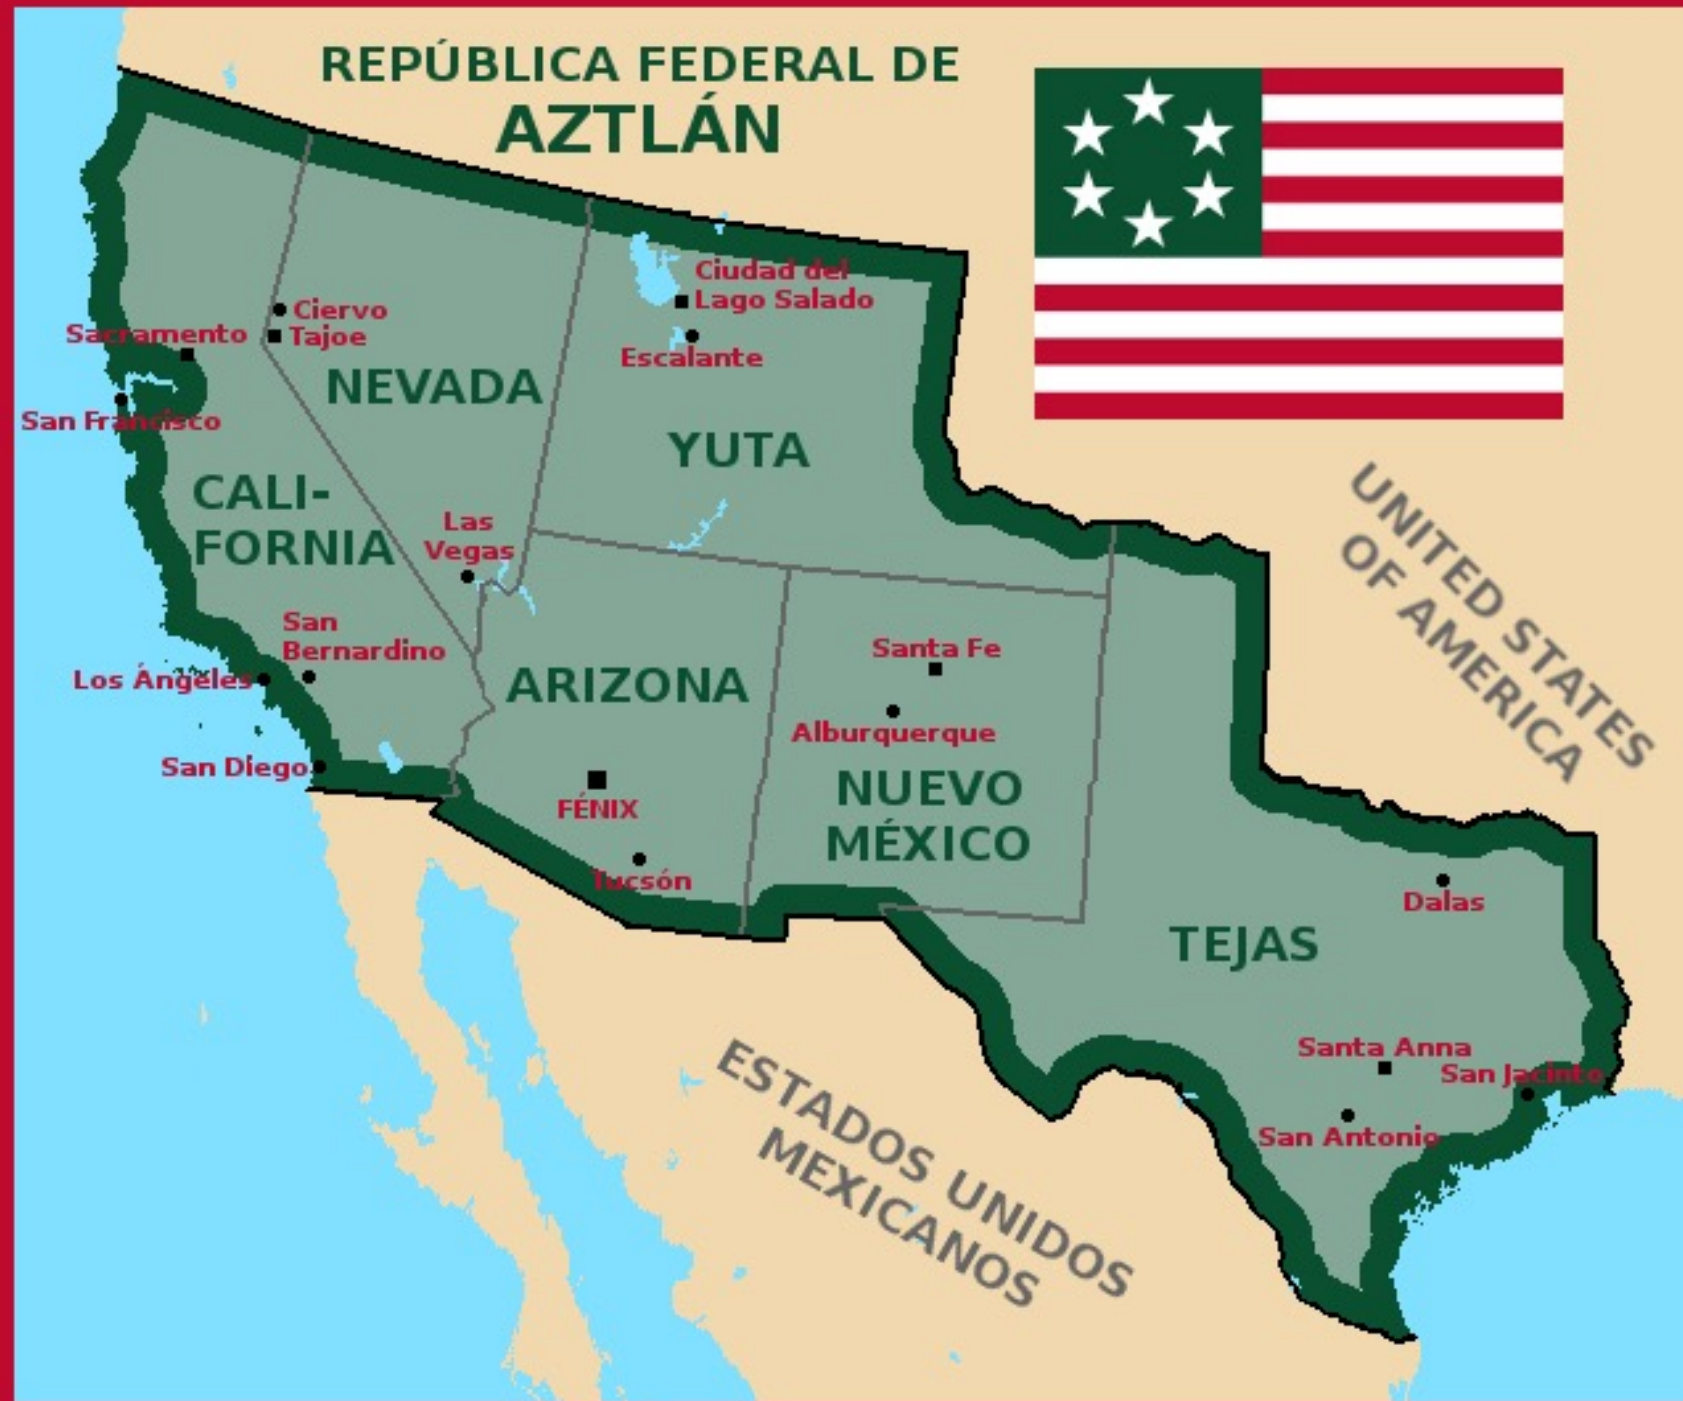 REPÚBLICA FEDERAL DE
AZTLÁN
Ciudad del
Lago Salado
Ciervo
Tajoe
Sacramento
Escalante
NEVADA
San Francisco
YUTA
CALI-
FORNIA
Las
Vegas
UNITED STATES
OF AMERICA
San
Bernardino
Santa Fe
Los Ángeles
ARIZONA
Alburquerque
San Diego
FÉNIX
NUEVO
MÉXICO
Tucsón
Dalas
TEJAS
Santa Anna
San Jacinto
San Antonio
ESTADOS UNIDOS
MEXICANOS